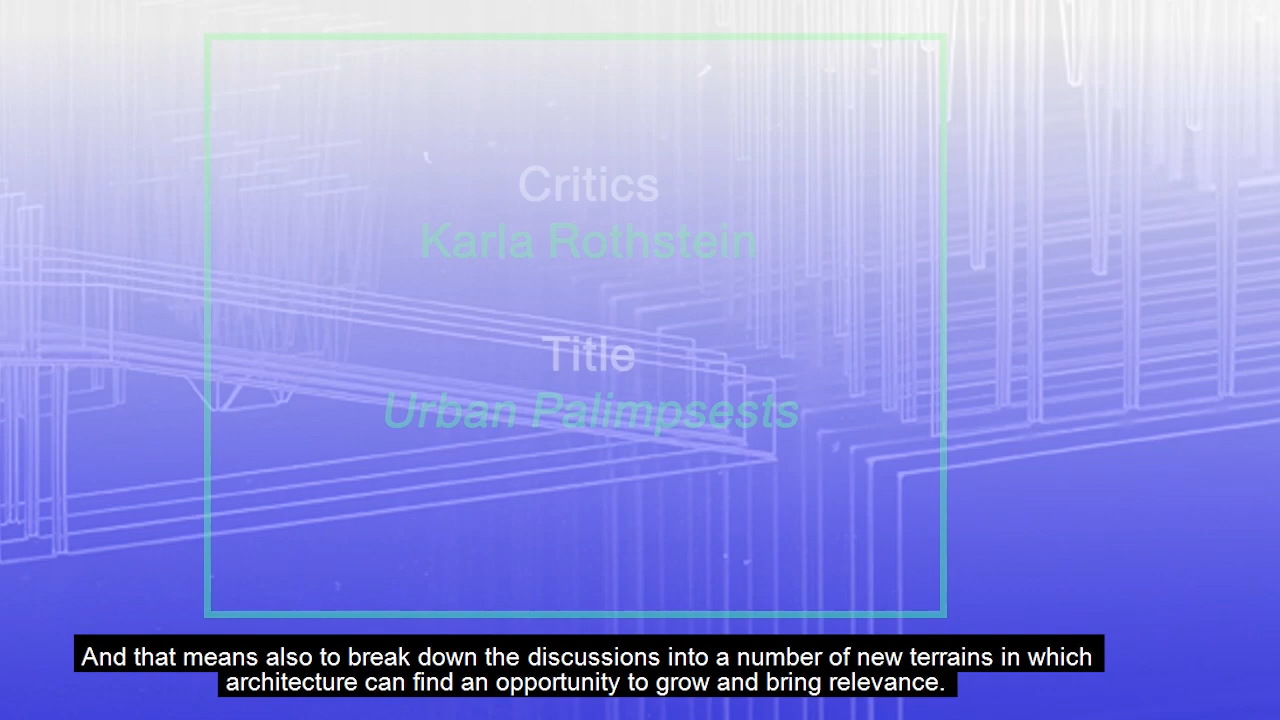 Critics
Karla Rothstein
Title
Urban Palimpsests
And that means also to break down the discussions into a number of new terrains in which
architecture can find an opportunity to grow and bring relevance.